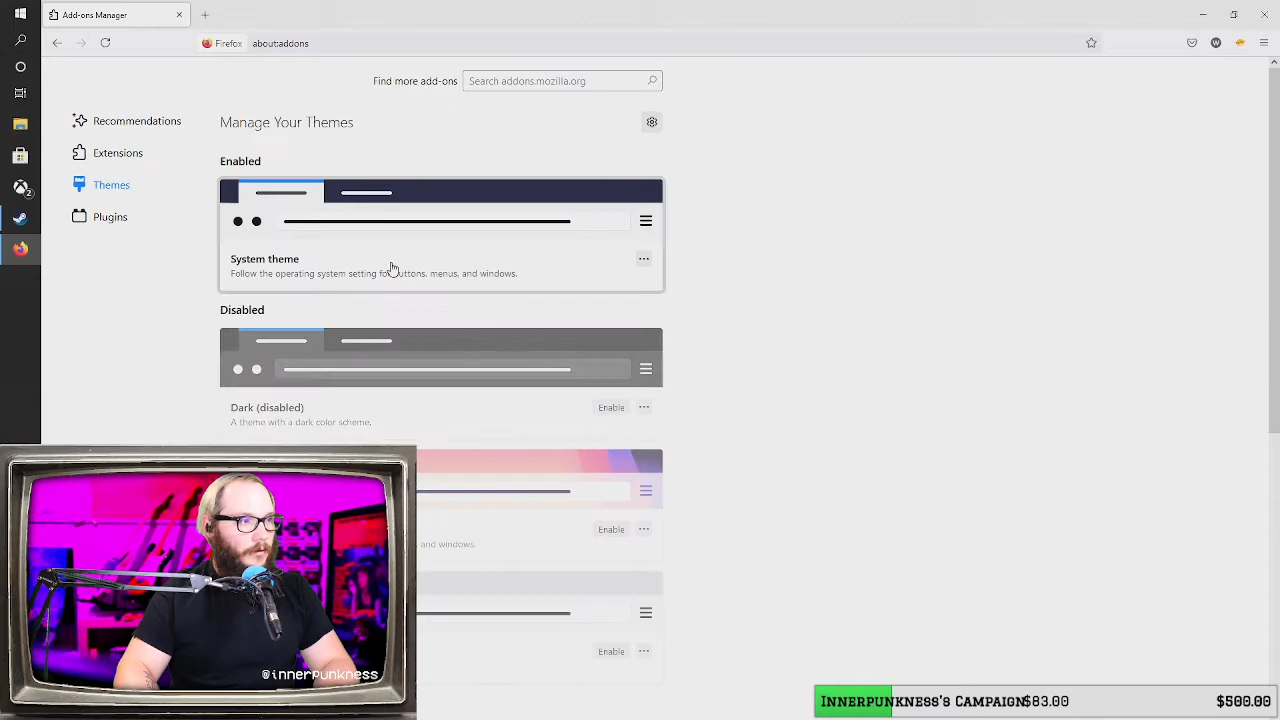 Add-ons Manager
Firefox about:addons
Find more add-ons Search addons.mozilla.org
Recommendations
Extensions
Themes
Plugins
Manage Your Themes
Enabled
System theme
Follow the operating system setting for buttons, menus, and windows.
Disabled
Dark (disabled) Enable
A theme with a dark color scheme.
Enable
and windows.
Enable
2
@innerpunkness
INNERPUNKNESS'S CAMPAIGN $83.00 $500.00